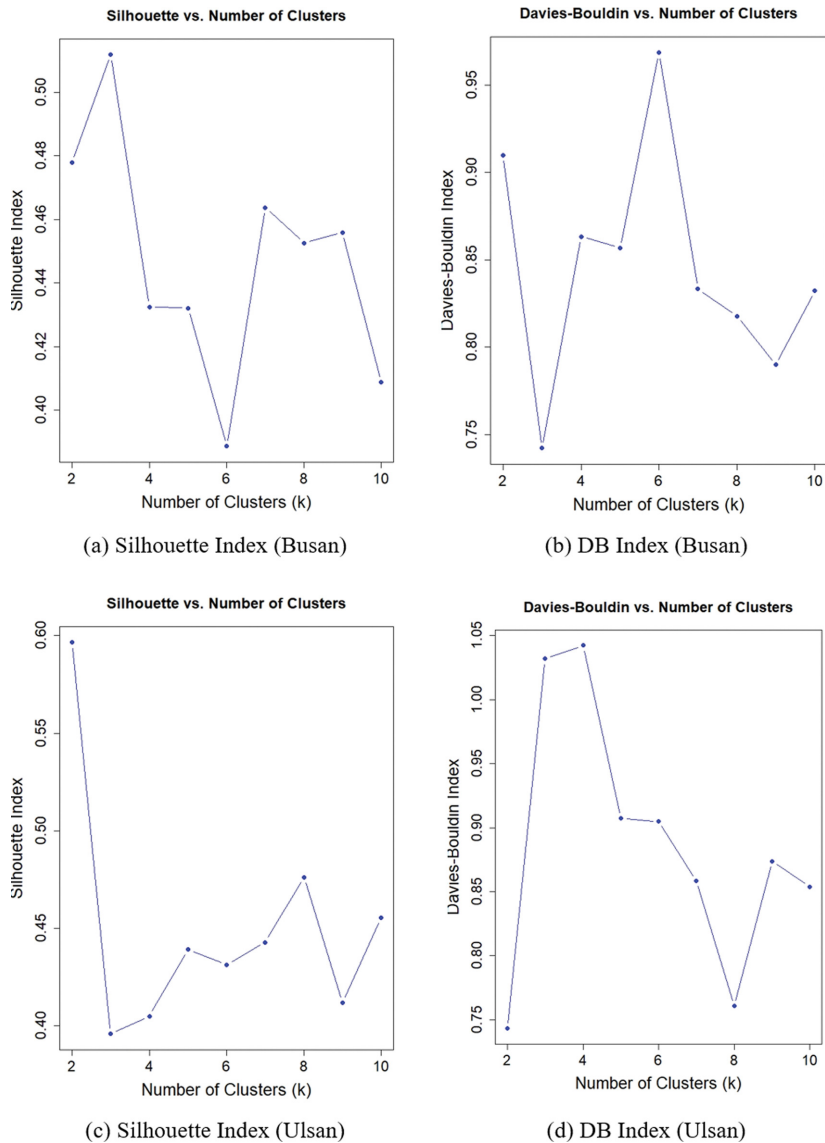 Silhouette vs. Number of Clusters
Silhouette Index
0.50
0.48
0.46
0.44
0.42
0.40
2 4 6 8 10
Number of Clusters (k)
(a) Silhouette Index (Busan)
Davies-Bouldin vs. Number of Clusters
Davies-Bouldin Index
0.95
0.90
0.85
0.80
0.75
2 4 6 8 10
Number of Clusters (k)
(b) DB Index (Busan)
Silhouette vs. Number of Clusters
Silhouette Index
0.60
0.55
0.50
0.45
0.40
2 4 6 8 10
Number of Clusters (k)
(c) Silhouette Index (Ulsan)
Davies-Bouldin vs. Number of Clusters
Davies-Bouldin Index
1.05
1.00
0.95
0.90
0.85
0.80
0.75
2 4 6 8 10
Number of Clusters (k)
(d) DB Index (Ulsan)